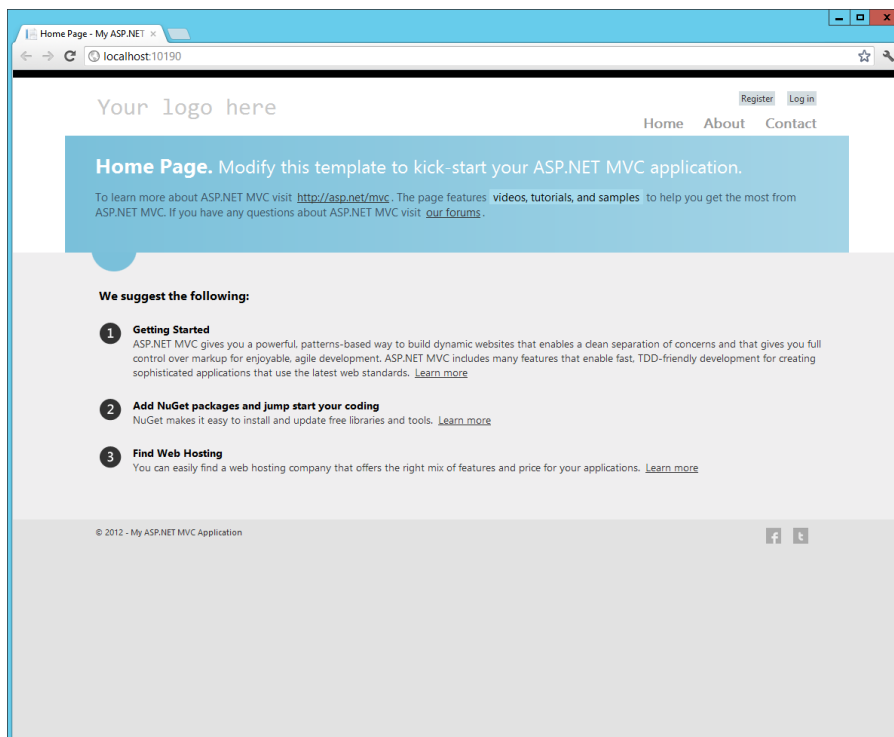 Home Page - My ASP.NET
localhost:10190
Your logo here
Register Log in
Home About Contact
Home Page. Modify this template to kick-start your ASP.NET MVC application.
To learn more about ASP.NET MVC visit http://asp.net/mvc. The page features videos, tutorials, and samples to help you get the most from
ASP.NET MVC. If you have any questions about ASP.NET MVC visit our forums.
We suggest the following:
1 Getting Started
ASP.NET MVC gives you a powerful, patterns-based way to build dynamic websites that enables a clean separation of concerns and that gives you full
control over markup for enjoyable, agile development. ASP.NET MVC includes many features that enable fast, TDD-friendly development for creating
sophisticated applications that use the latest web standards. Learn more
2 Add NuGet packages and jump start your coding
NuGet makes it easy to install and update free libraries and tools. Learn more
3 Find Web Hosting
You can easily find a web hosting company that offers the right mix of features and price for your applications. Learn more
© 2012 - My ASP.NET MVC Application